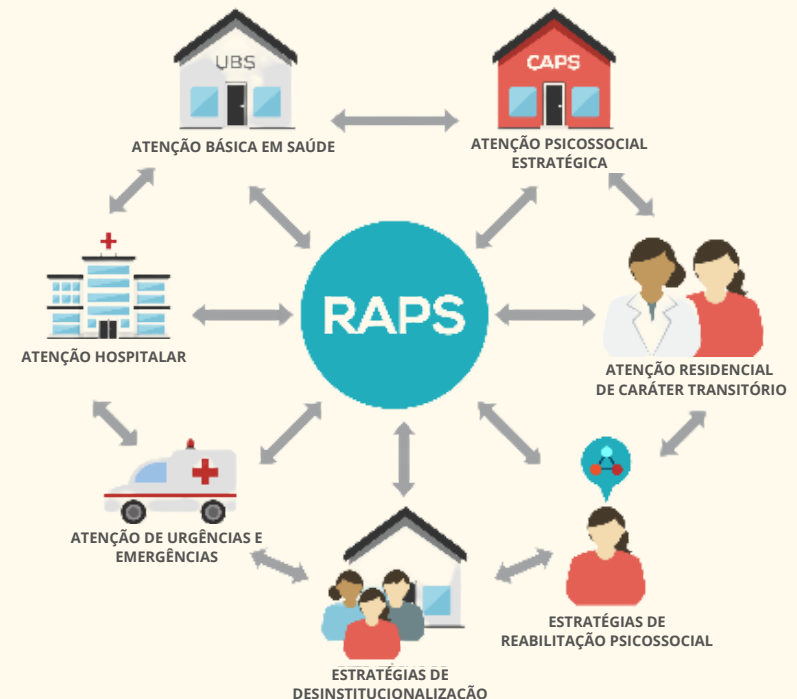 UBS
CAPS
ATENÇÃO BÁSICA EM SAÚDE
ATENÇÃO PSICOSSOCIAL
ESTRATÉGICA
RAPS
ATENÇÃO HOSPITALAR
ATENÇÃO RESIDENCIAL
DE CARÁTER TRANSITÓRIO
ATENÇÃO DE URGÊNCIAS E
EMERGÊNCIAS
ESTRATÉGIAS DE
REABILITAÇÃO PSICOSSOCIAL
ESTRATÉGIAS DE
DESINSTITUCIONALIZAÇÃO